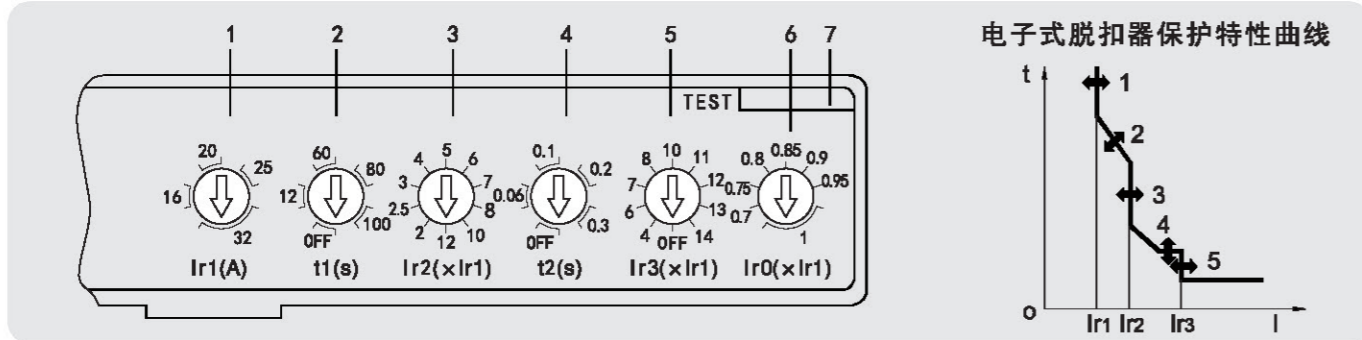 1 2 3 4 5 6 7
TEST
16 20 25 32
Ir1(A)
OFF 12 60 80 100
t1(s)
2 2.5 3 4 5 6 7 8 10 12
Ir2(×Ir1)
OFF 0.06 0.1 0.2 0.3
t2(s)
4 6 7 8 10 11 12 13 14 OFF
Ir3(×Ir1)
0.7 0.75 0.8 0.85 0.9 0.95 1
Ir0(×Ir1)
电子式脱扣器保护特性曲线
t
1
2
3
4
5
o
Ir1 Ir2 Ir3 I